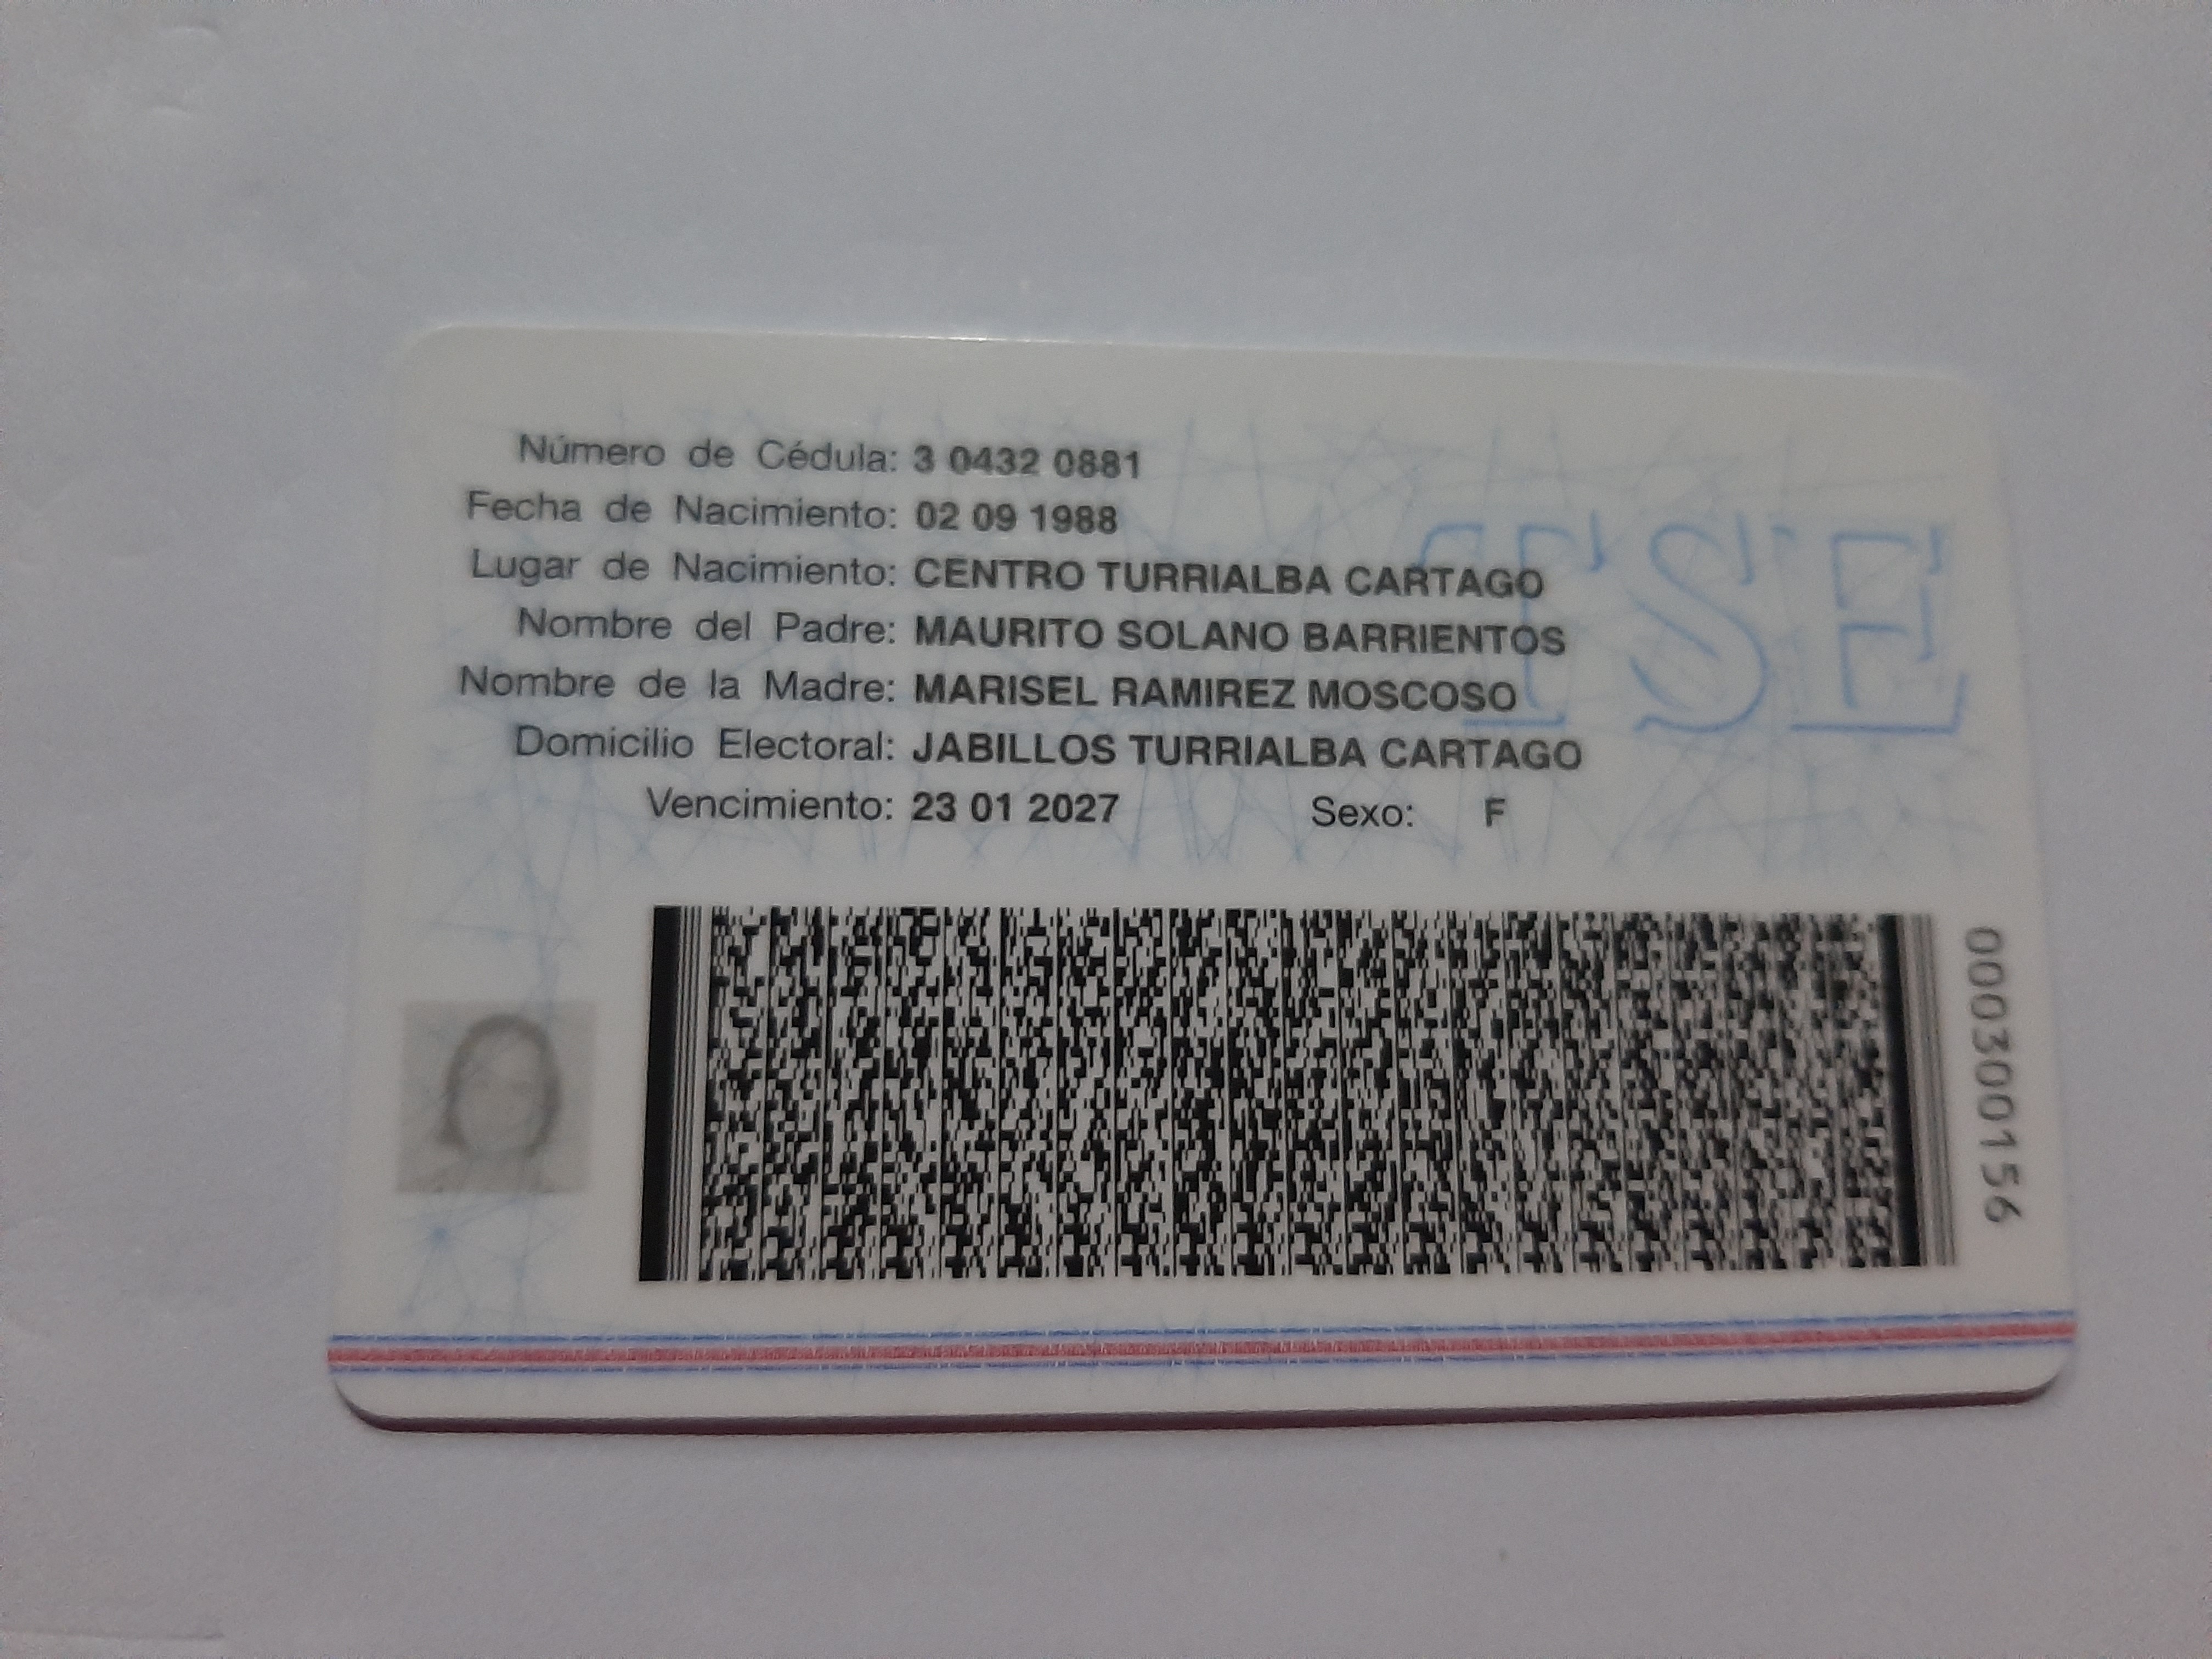 Número de Cédula: 3 0432 0881
Fecha de Nacimiento: 02 09 1988
Lugar de Nacimiento: CENTRO TURRIALBA CARTAGO
Nombre del Padre: MAURITO SOLANO BARRIENTOS
Nombre de la Madre: MARISEL RAMIREZ MOSCOSO
Domicilio Electoral: JABILLOS TURRIALBA CARTAGO
Vencimiento: 23 01 2027 Sexo: F
TSE
000300156